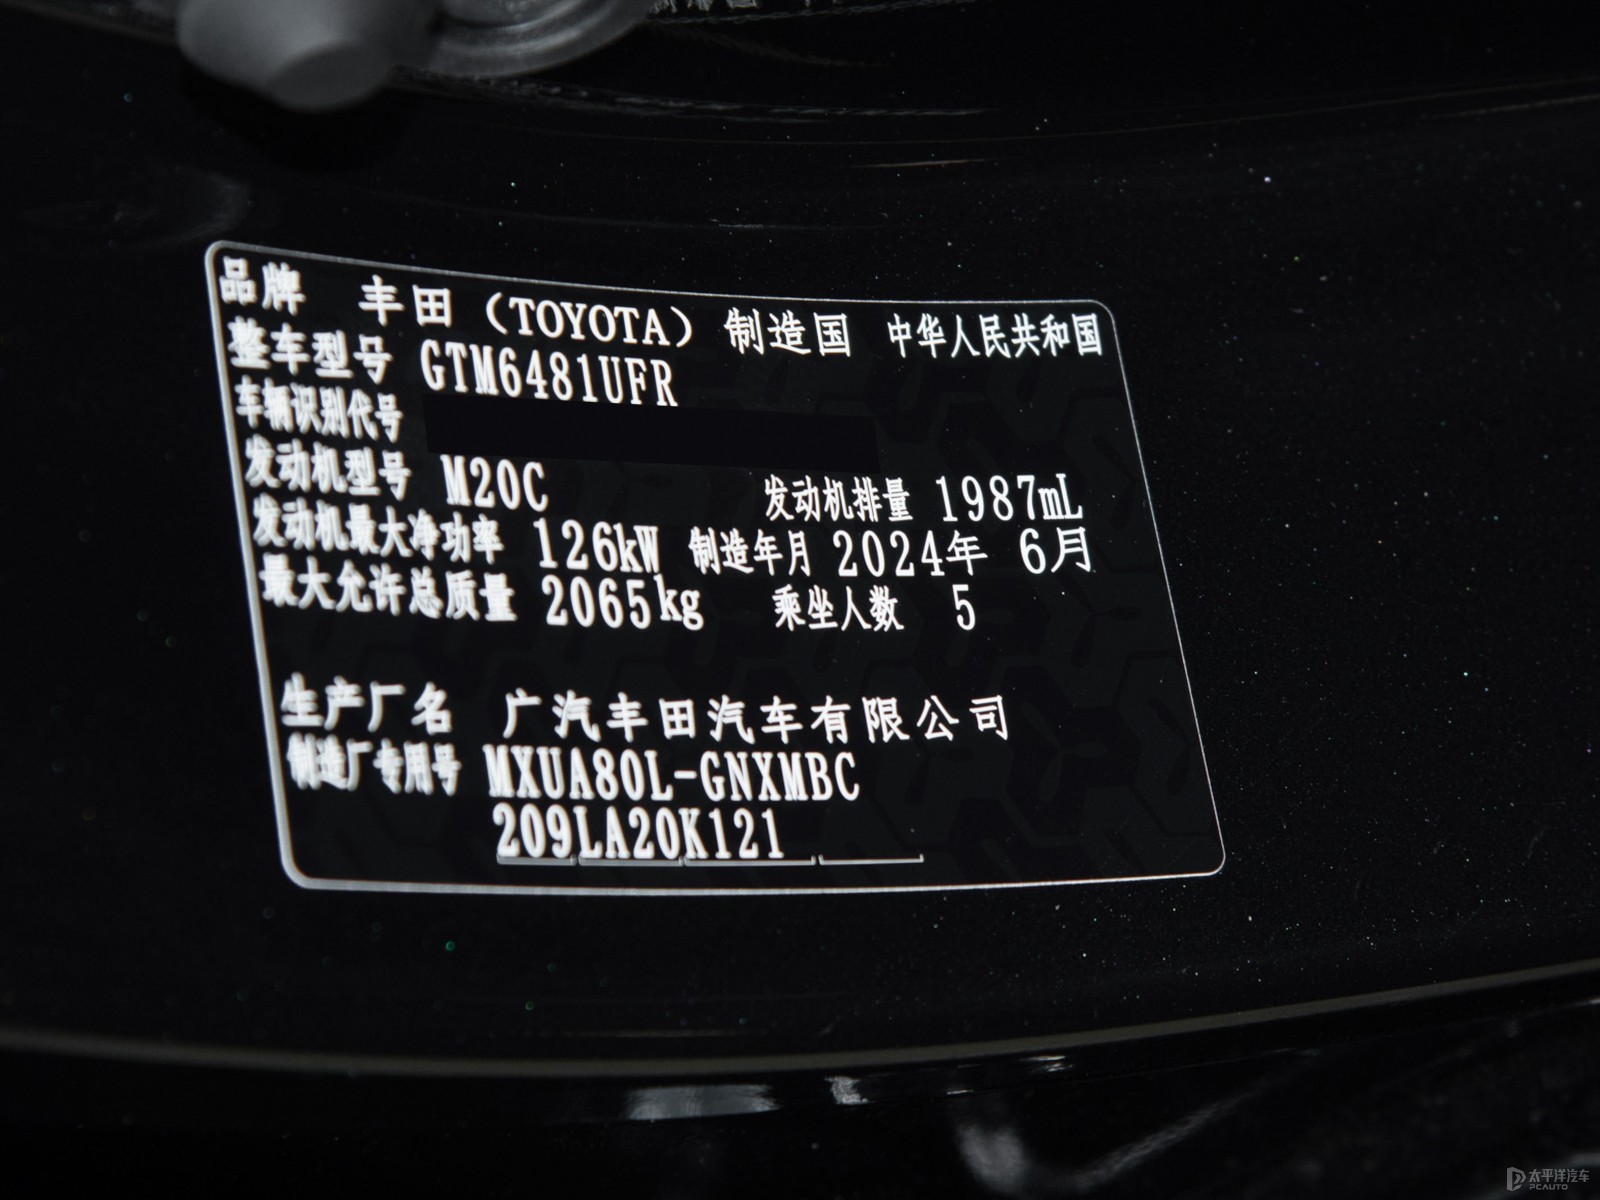 品牌 丰田（TOYOTA） 制造国 中华人民共和国
整车型号 GTM6481UFR
车辆识别代号
发动机型号 M20C 发动机排量 1987mL
发动机最大净功率 126kW 制造年月 2024年 6月
最大允许总质量 2065kg 乘坐人数 5
生产厂名 广汽丰田汽车有限公司
制造厂专用号 MXUA80L-GNXMBC
209LA20K121
太平洋汽车
PCAUTO